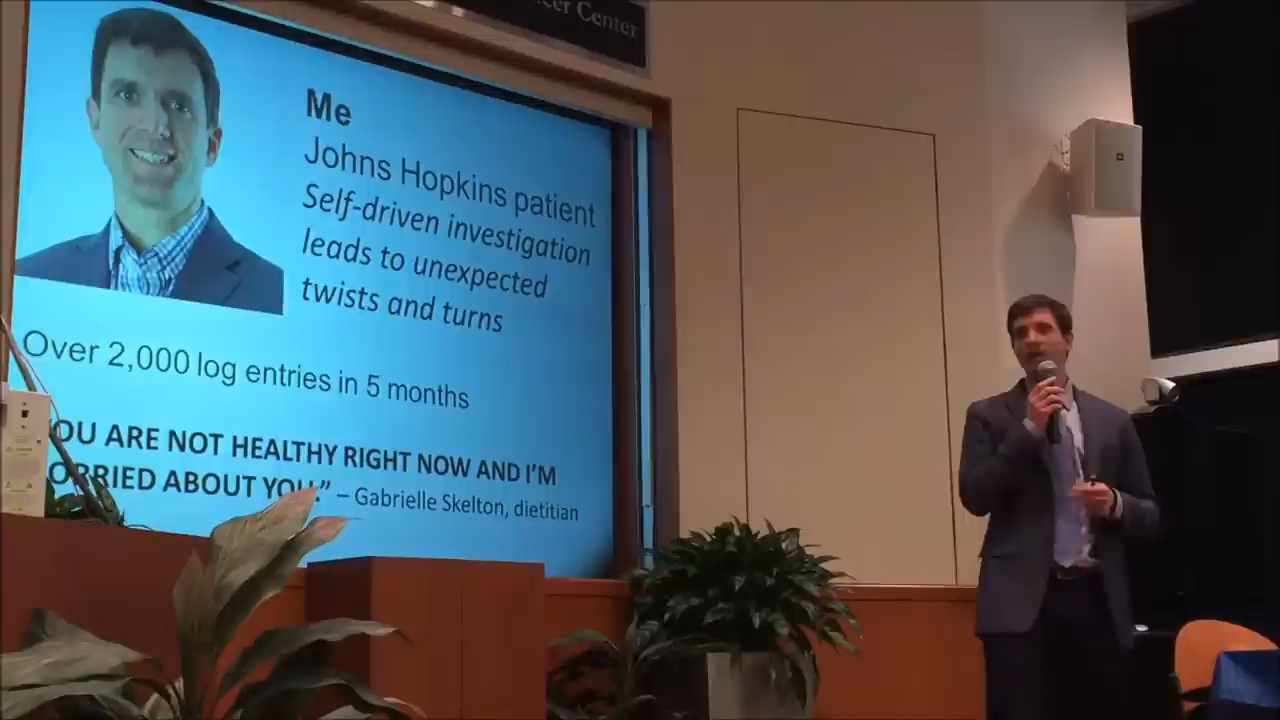 Center
Me
Johns Hopkins patient
Self-driven investigation
leads to unexpected
twists and turns
Over 2,000 log entries in 5 months
OU ARE NOT HEALTHY RIGHT NOW AND I'M
ORRIED ABOUT YOU" – Gabrielle Skelton, dietitian